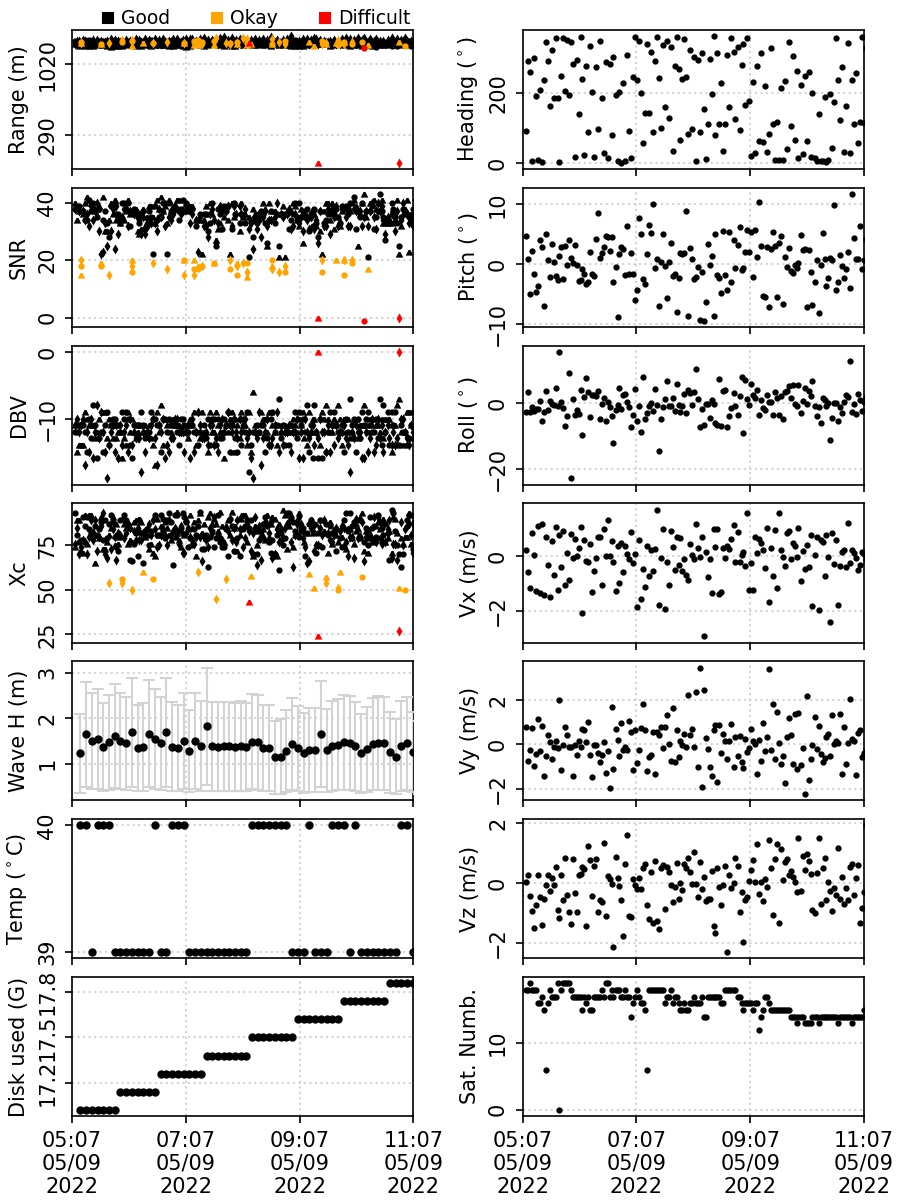 Good Okay Difficult
Range (m)
1020
290
Heading (°)
200
0
SNR
40
20
0
Pitch (°)
10
0
−10
DBV
0
−10
Roll (°)
0
−20
Xc
75
50
25
Vx (m/s)
0
−2
Wave H (m)
3
2
1
Vy (m/s)
2
0
−2
Temp (°C)
40
39
Vz (m/s)
2
0
−2
Disk used (G)
17.8
17.5
17.2
Sat. Numb.
10
0
05:07 07:07 09:07 11:07
05/09 05/09 05/09 05/09
2022 2022 2022 2022
05:07 07:07 09:07 11:07
05/09 05/09 05/09 05/09
2022 2022 2022 2022